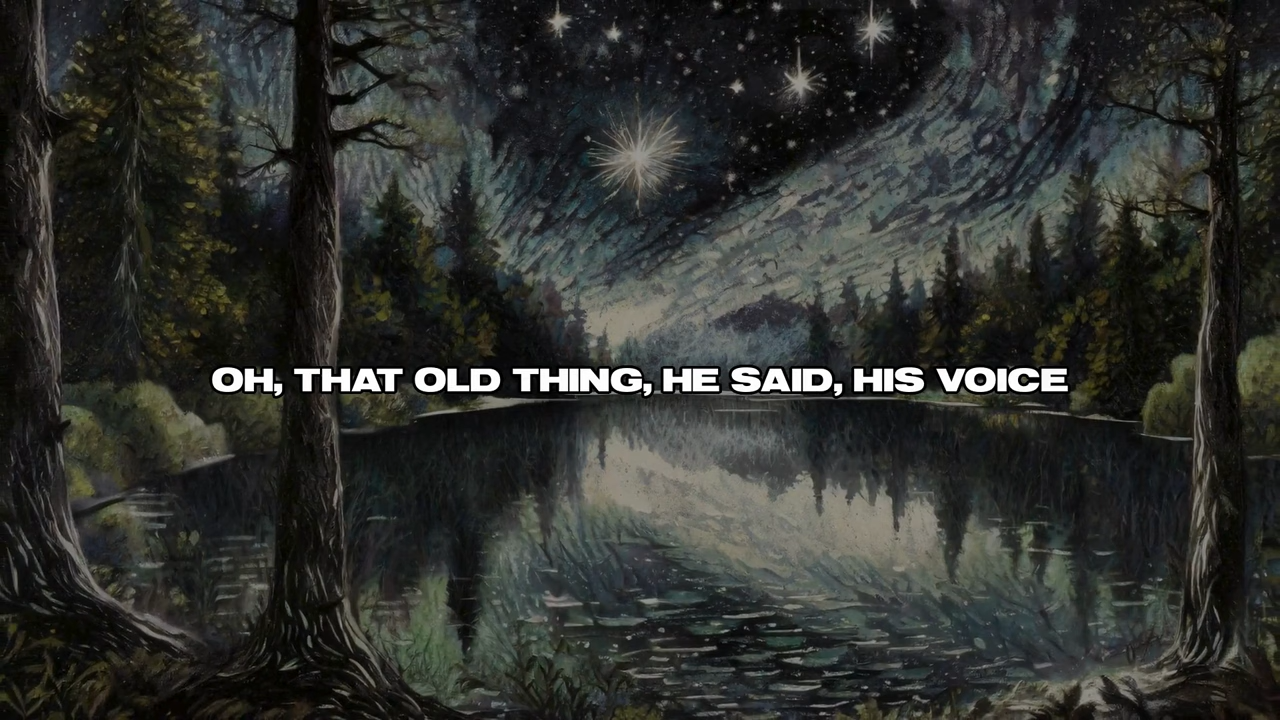 OH, THAT OLD THING, HE SAID, HIS VOICE